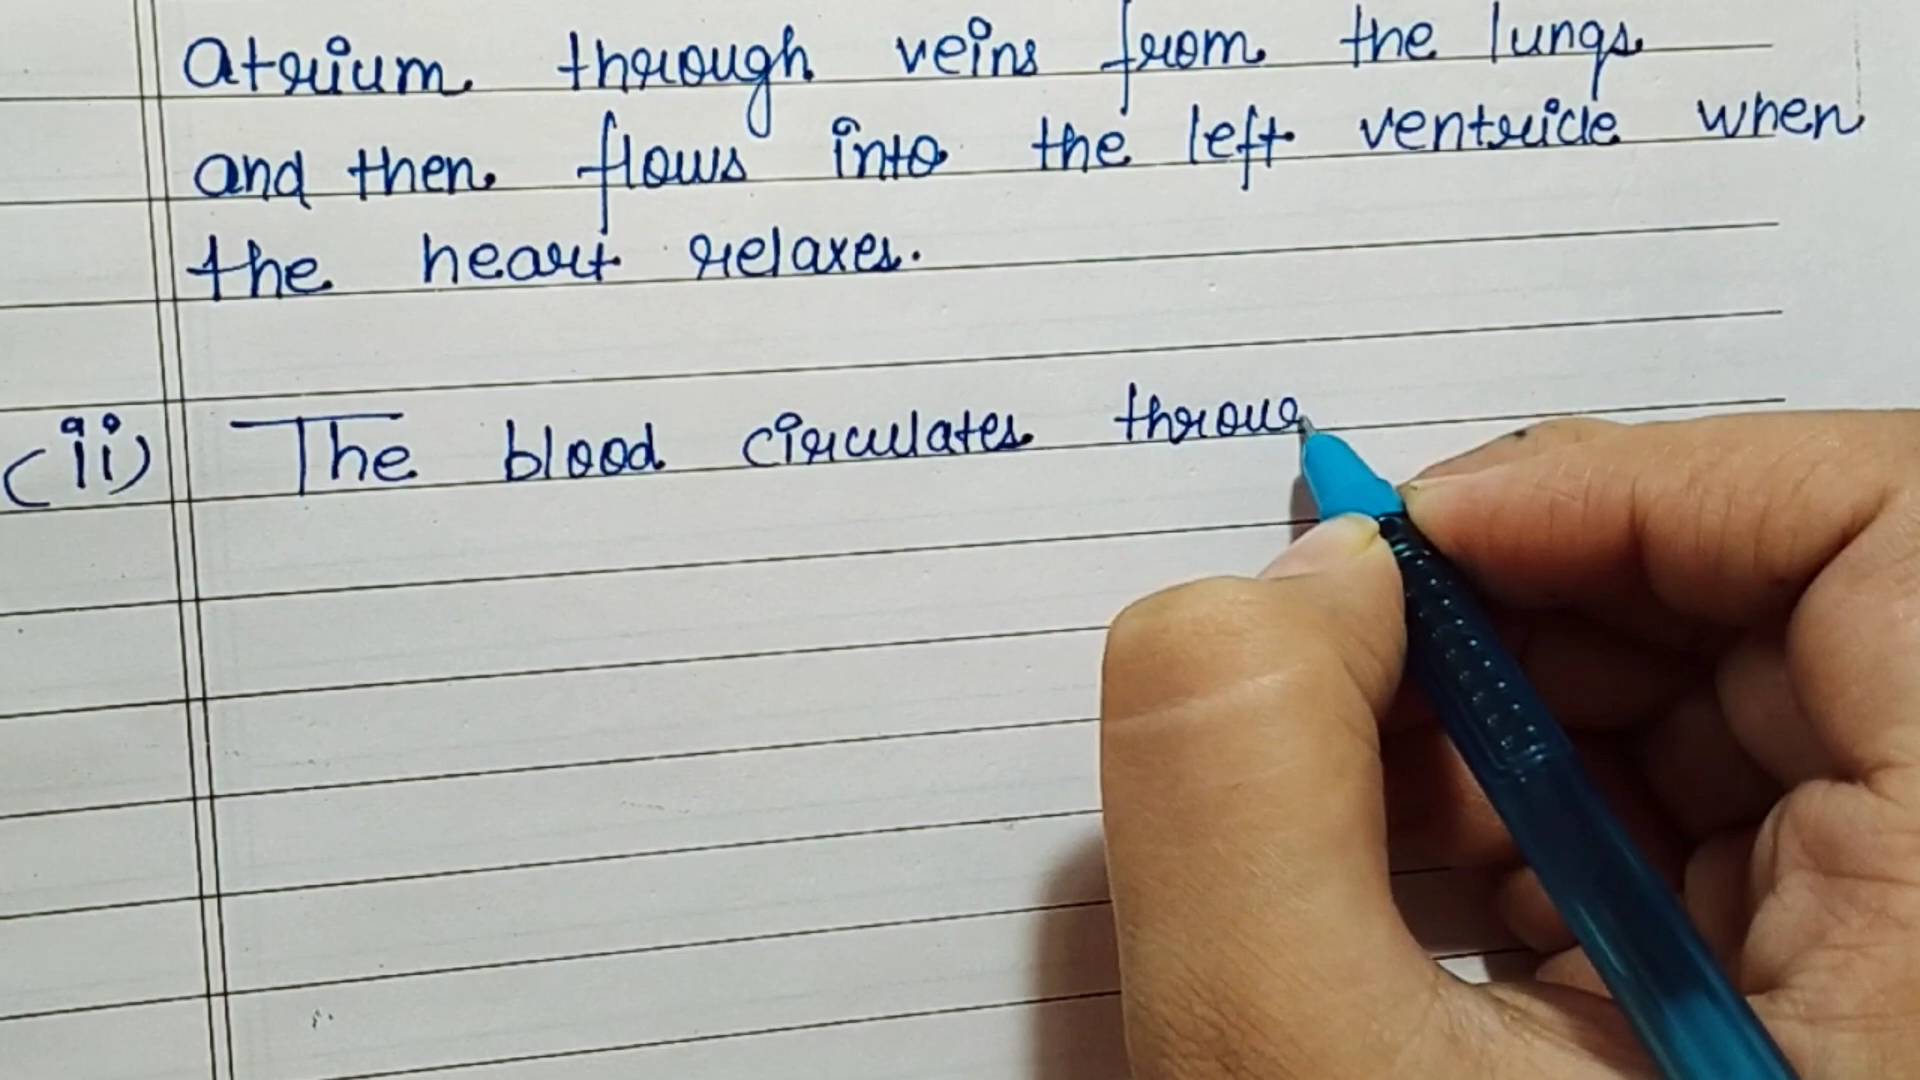 atrium through veins from the lungs
and then flows into the left ventricle when
the heart relaxes.
(ii) The blood circulates throug